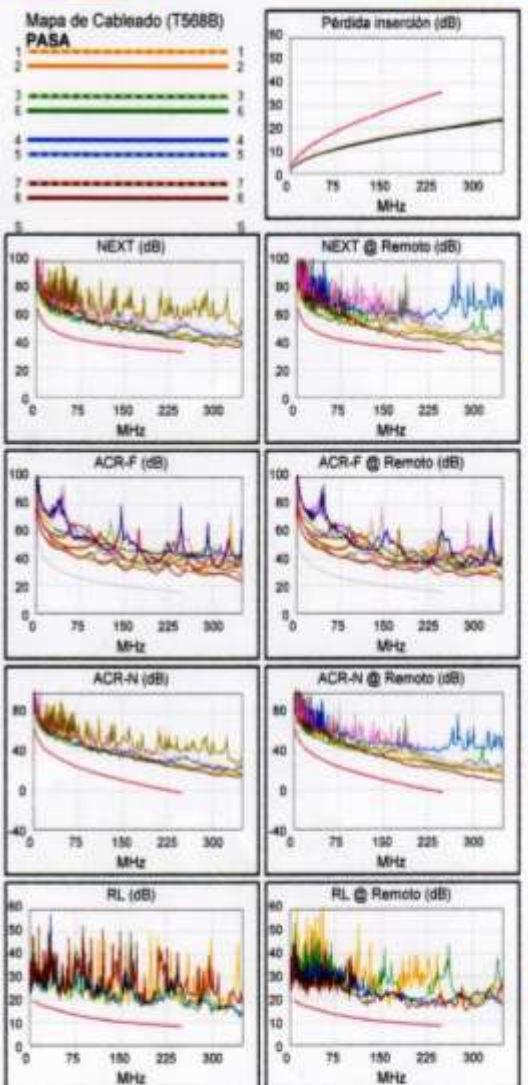 Mapa de Cableado (T568B)
PASA
1 1
2 2
3 3
6 6
4 4
5 5
7 7
8 8
S S
Pérdida inserción (dB)
60
50
40
30
20
10
0
0 75 150 225 300
MHz
NEXT (dB)
100
80
60
40
20
0
0 75 150 225 300
MHz
NEXT @ Remoto (dB)
100
80
60
40
20
0
0 75 150 225 300
MHz
ACR-F (dB)
100
80
60
40
20
0
0 75 150 225 300
MHz
ACR-F @ Remoto (dB)
100
80
60
40
20
0
0 75 150 225 300
MHz
ACR-N (dB)
80
40
0
-40
0 75 150 225 300
MHz
ACR-N @ Remoto (dB)
80
40
0
-40
0 75 150 225 300
MHz
RL (dB)
60
50
40
30
20
10
0
0 75 150 225 300
MHz
RL @ Remoto (dB)
60
50
40
30
20
10
0
0 75 150 225 300
MHz